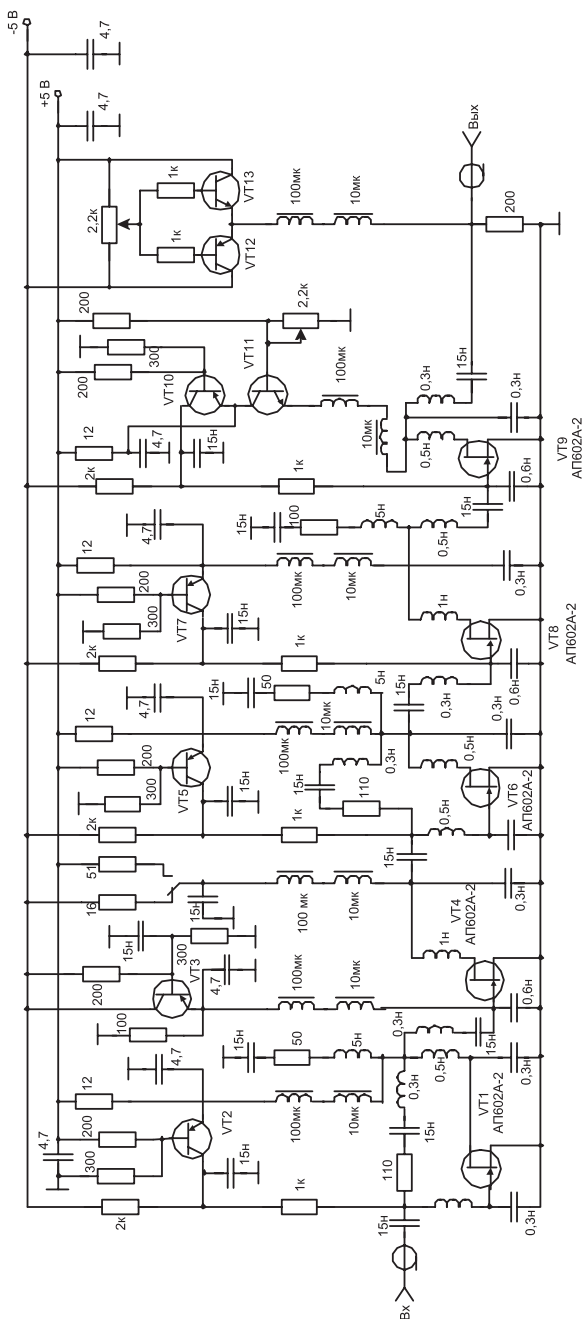 -5 В
+5 В
4,7
4,7
4,7
2к
300
200
12
4,7
VT2
15н
100
200
15н
300
VT3
4,7
16
51
15н
2к
300
200
12
4,7
VT5
15н
2к
300
200
12
4,7
VT7
15н
2к
12
4,7
15н
200
300
VT10
200
VT11
2,2к
2,2к
1к
1к
VT12
VT13
1к
100мк
10мк
15н
50
5н
100мк
10мк
100 мк
10мк
1к
15н
110
100мк
10мк
0,3н
15н
50
5н
1к
100мк
10мк
15н
100
5н
1к
100мк
10мк
100мк
10мк
200
Вх
15н
110
15н
0,3н
0,3н
0,5н
15н
VT1
АП602А-2
0,3н
0,3н
0,6н
1н
VT4
АП602А-2
0,3н
15н
0,5н
VT6
АП602А-2
0,5н
15н
0,3н
0,3н
0,6н
1н
VT8
АП602А-2
0,3н
0,5н
15н
0,6н
0,5н
0,3н
0,3н
VT9
АП602А-2
15н
Вых